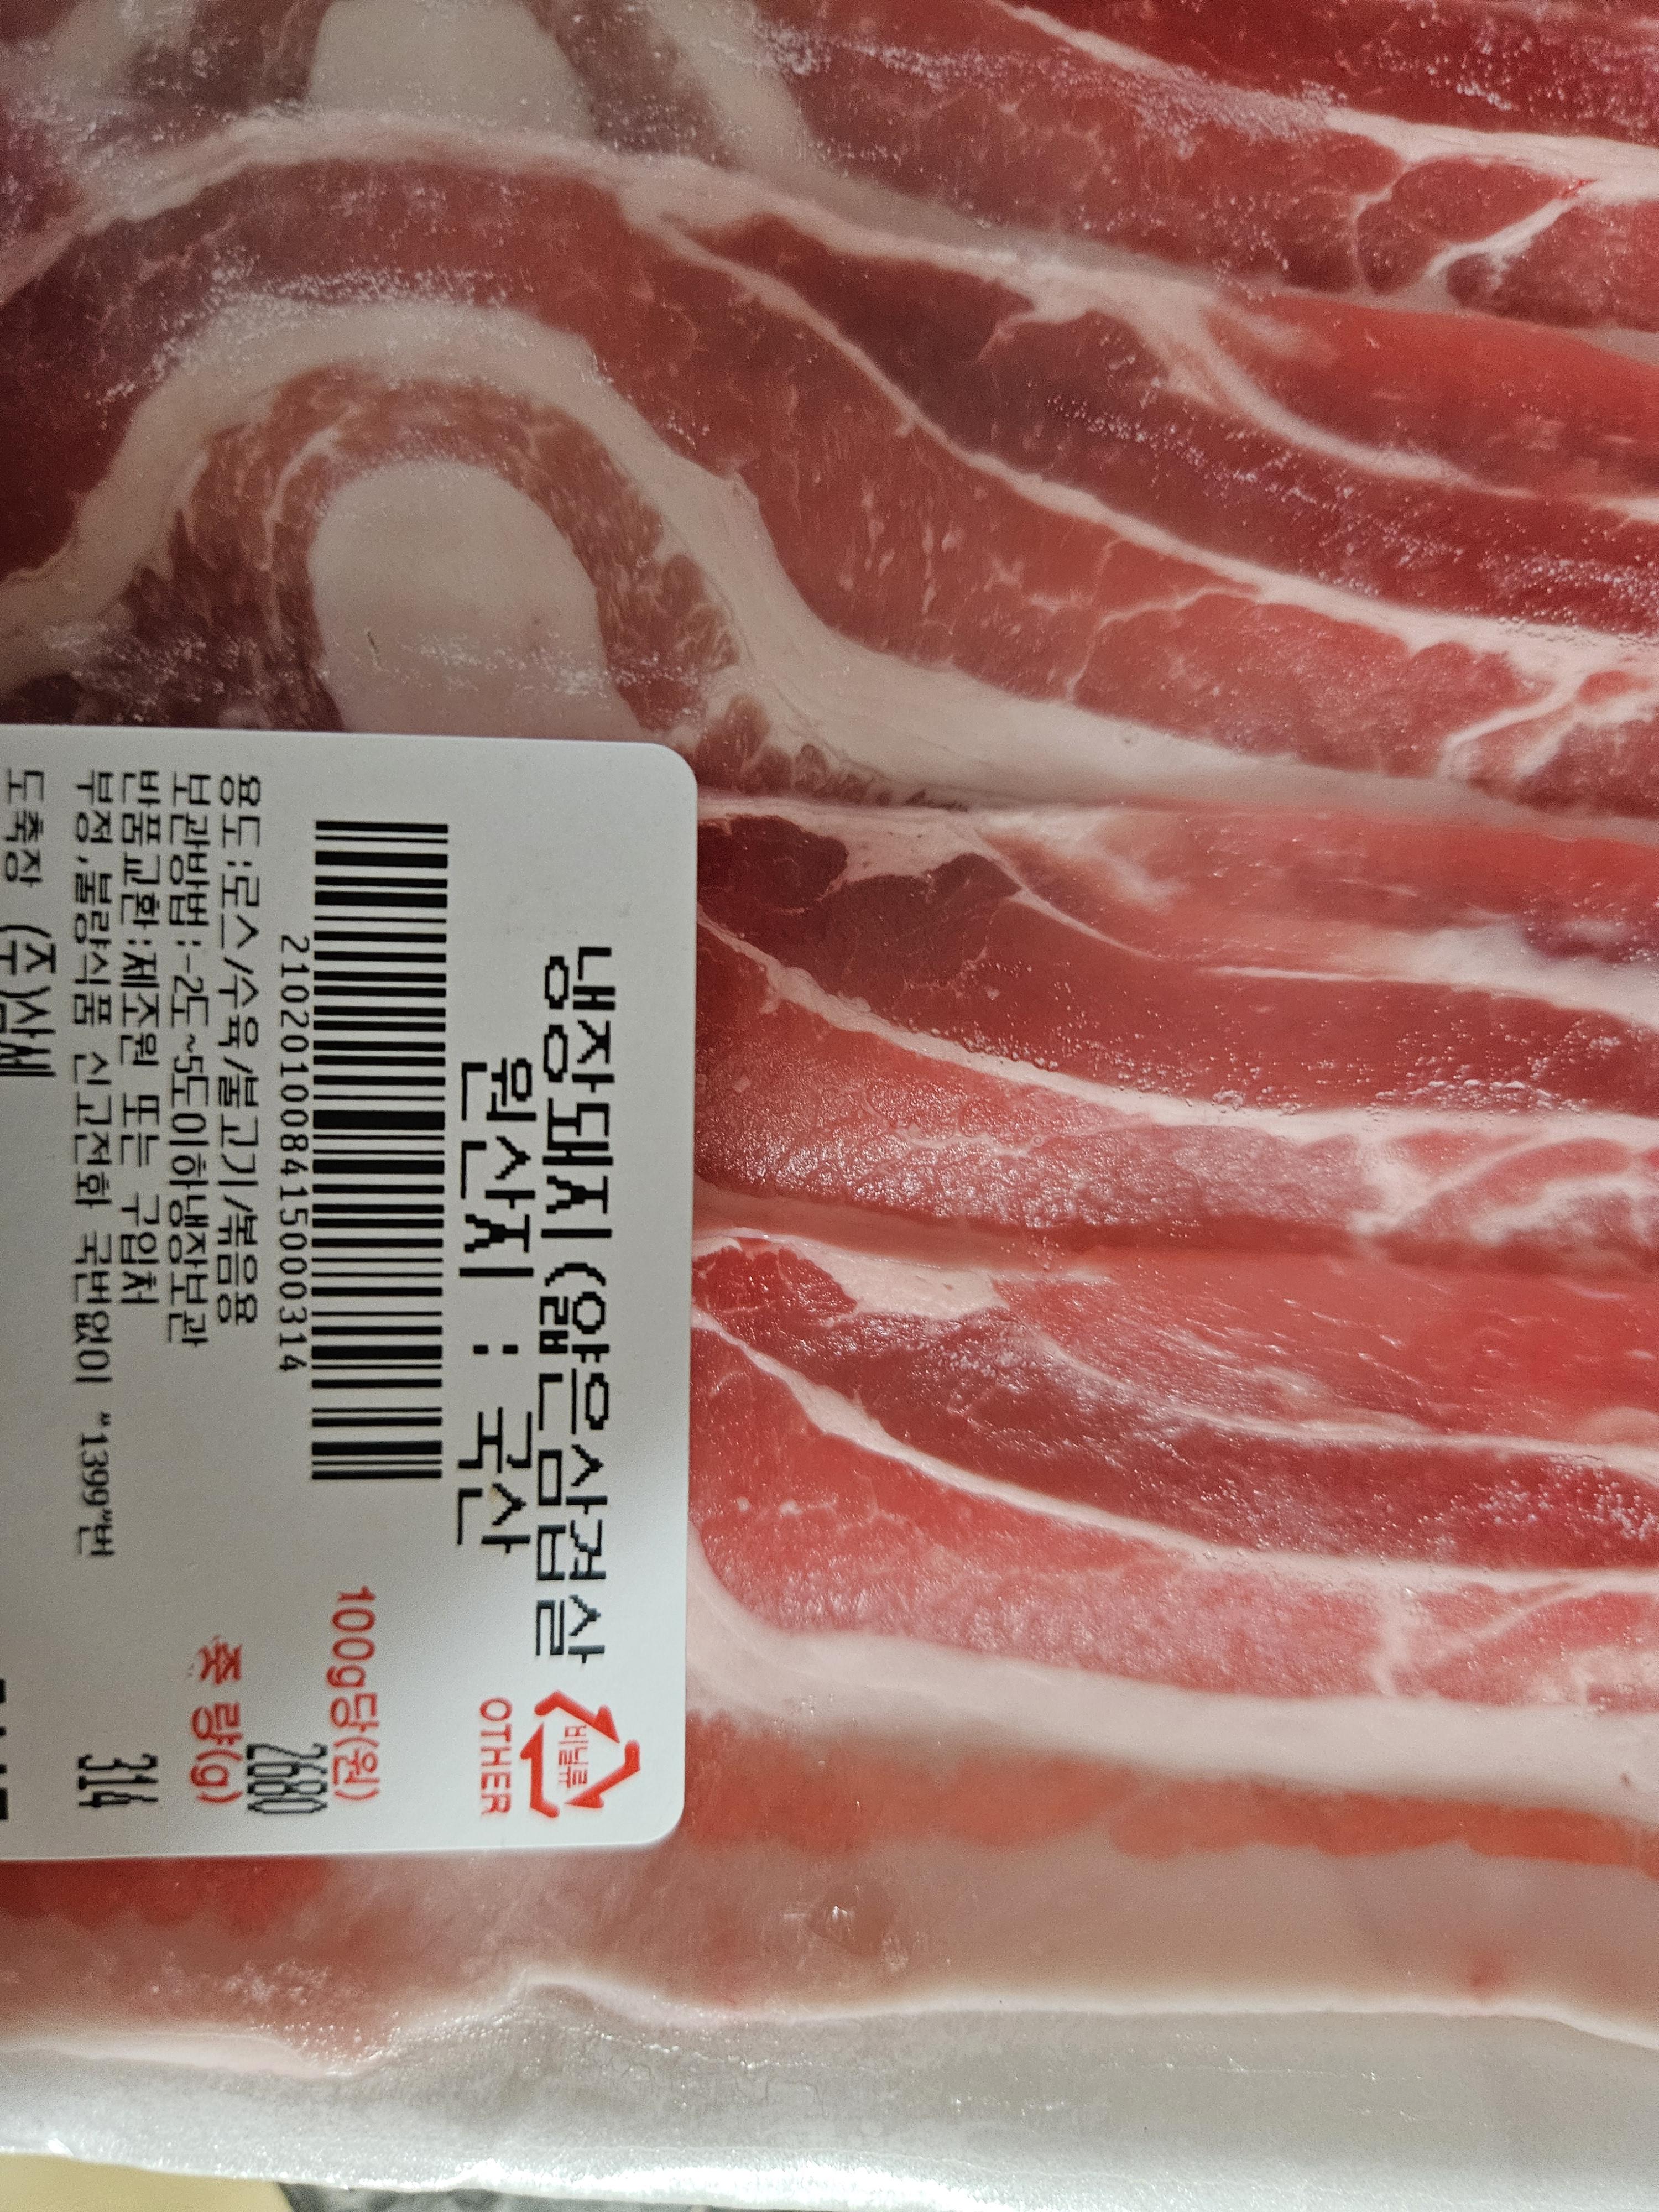 냉장돼지(얇은삼겹살
원산지 : 국산
비닐류
OTHER
2102010084150000314
100g당(원)
2680
용도:로스/수육/불고기/볶음용
보관방법:-2도~5도이하냉장보관
중 량(g)
314
반품교환:제조원 또는 구입처
부정,불량식품 신고전화 국번없이 "1399"번
도축장 (주)삼세